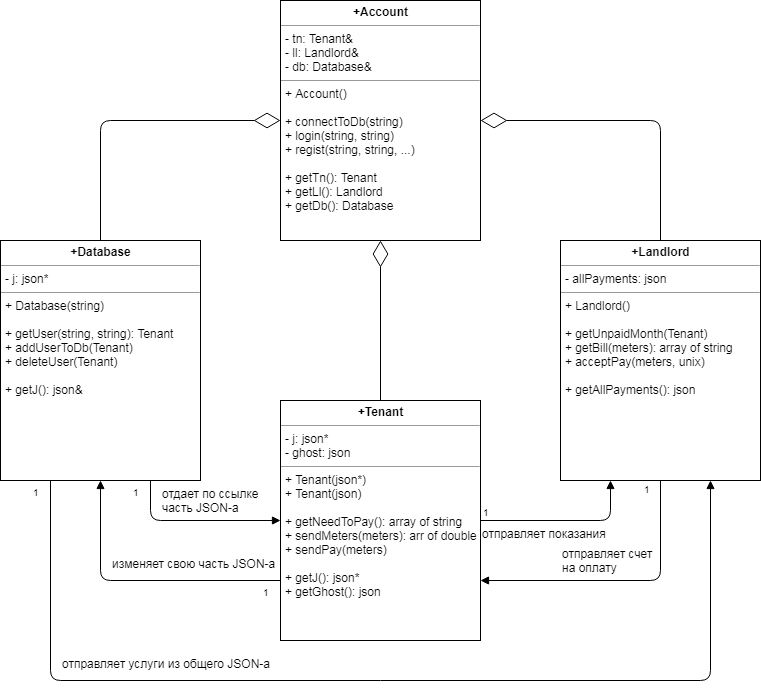 +Account
- tn: Tenant&
- ll: Landlord&
- db: Database&
+ Account()
+ connectToDb(string)
+ login(string, string)
+ regist(string, string, ...)
+ getTn(): Tenant
+ getLl(): Landlord
+ getDb(): Database
+Database
- j: json*
+ Database(string)
+ getUser(string, string): Tenant
+ addUserToDb(Tenant)
+ deleteUser(Tenant)
+ getJ(): json&
+Landlord
- allPayments: json
+ Landlord()
+ getUnpaidMonth(Tenant)
+ getBill(meters): array of string
+ acceptPay(meters, unix)
+ getAllPayments(): json
+Tenant
- j: json*
- ghost: json
+ Tenant(json*)
+ Tenant(json)
+ getNeedToPay(): array of string
+ sendMeters(meters): arr of double
+ sendPay(meters)
+ getJ(): json*
+ getGhost(): json
1
1
отдает по ссылке
часть JSON-а
1
отправляет показания
1
отправляет счет
на оплату
изменяет свою часть JSON-а
1
отправляет услуги из общего JSON-а